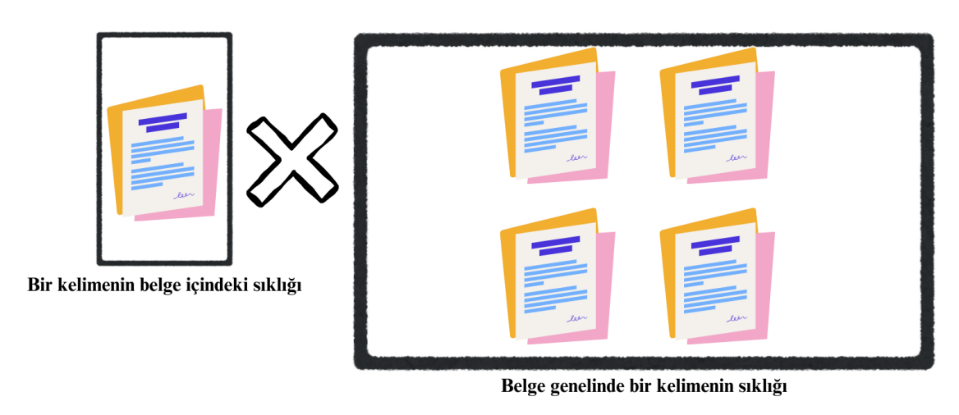 Bir kelimenin belge içindeki sıklığı
Belge genelinde bir kelimenin sıklığı